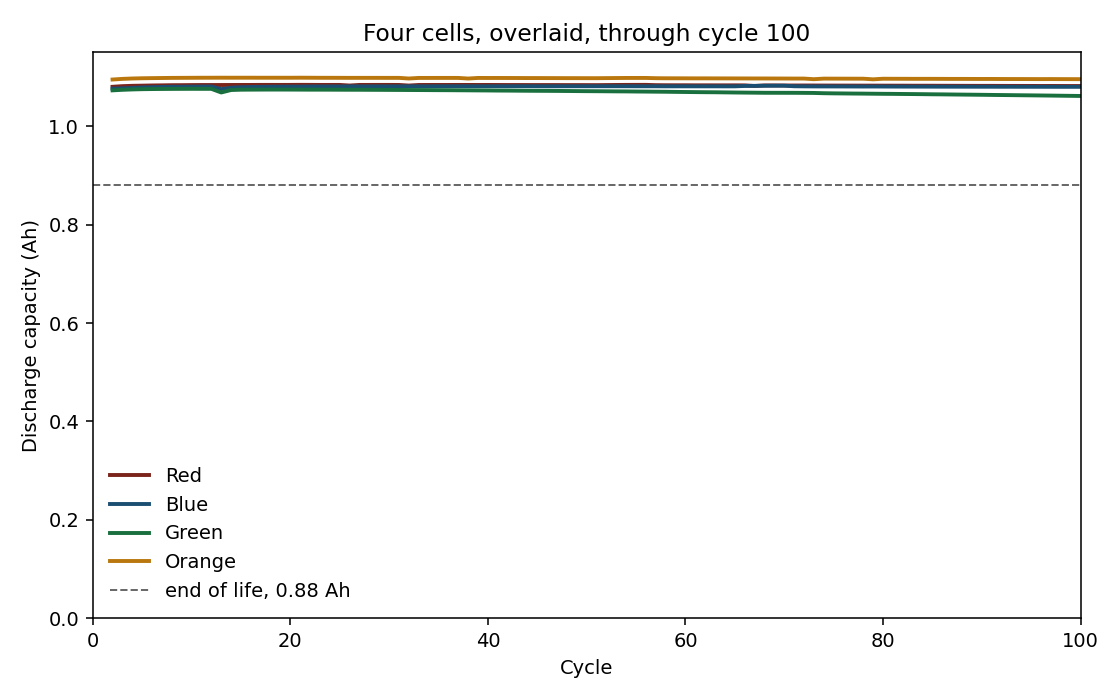 Four cells, overlaid, through cycle 100
Discharge capacity (Ah)
1.0
0.8
0.6
0.4
0.2
0.0
Red
Blue
Green
Orange
end of life, 0.88 Ah
0 20 40 60 80 100
Cycle